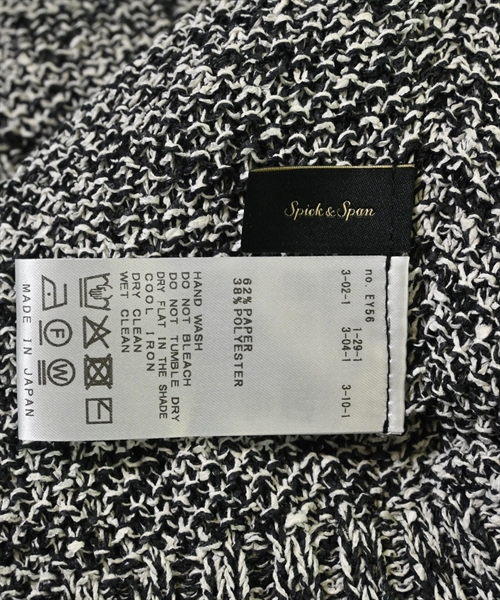 Spick & Span
no. EY56
1-29-1
3-02-1 3-04-1 3-10-1
62% PAPER
38% POLYESTER
HAND WASH
DO NOT BLEACH
DO NOT TUMBLE DRY
DRY FLAT IN THE SHADE
COOL IRON
DRY CLEAN
WET CLEAN
F
W
MADE IN JAPAN